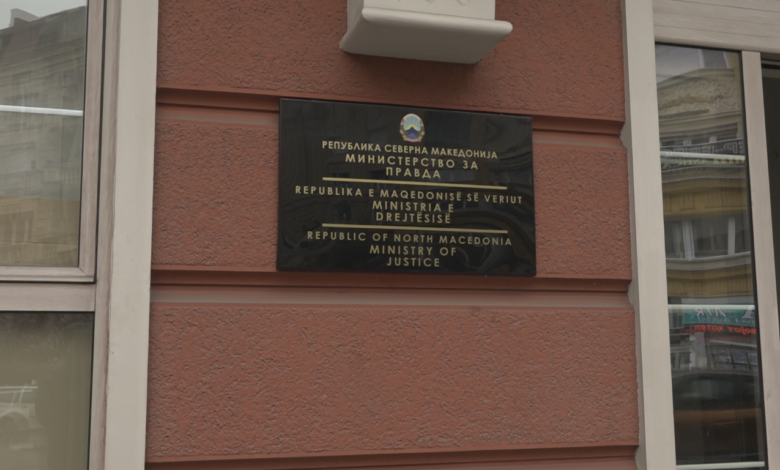 РЕПУБЛИКА СЕВЕРНА МАКЕДОНИЈА
МИНИСТЕРСТВО ЗА
ПРАВДА
REPUBLIKA E MAQEDONISË SË VERIUT
MINISTRIA E
DREJTËSISË
REPUBLIC OF NORTH MACEDONIA
MINISTRY OF
JUSTICE